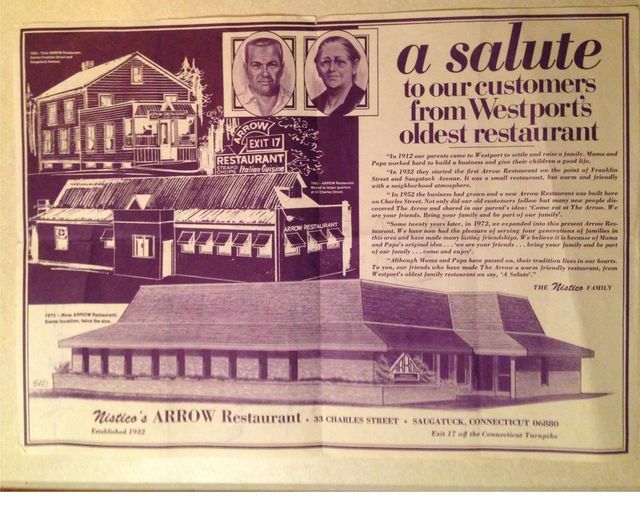 1932 – First ARROW Restaurant.
Corner Franklin Street and
Saugatuck Avenue.
ARROW RESTAURANT
ARROW
EXIT 17
RESTAURANT
STEAKS
Italian Cuisine
1952 – ARROW Restaurant.
Moved to larger quarters
at 51 Charles Street.
ARROW
RESTAURANT
1972 – New ARROW Restaurant.
Same location, twice the size.
a salute
to our customers
from Westport's
oldest restaurant
"In 1912 our parents came to Westport to settle and raise a family. Mama and
Papa worked hard to build a business and give their children a good life.
"In 1932 they started the first Arrow Restaurant on the point of Franklin
Street and Saugatuck Avenue. It was a small restaurant, but warm and friendly
with a neighborhood atmosphere.
"In 1952 the business had grown and a new Arrow Restaurant was built here
on Charles Street. Not only did our old customers follow but many new people dis-
covered The Arrow and shared in our parent's idea: 'Come eat at The Arrow. We
are your friends. Bring your family and be part of our family'.
"Some twenty years later, in 1972, we expanded into this present Arrow Res-
taurant. We have now had the pleasure of serving four generations of families in
this area and have made many lasting friendships. We believe it is because of Mama
and Papa's original idea . . . 'we are your friends . . . bring your family and be part
of our family . . . come and enjoy'.
"Although Mama and Papa have passed on, their tradition lives in our hearts.
To you, our friends who have made The Arrow a warm friendly restaurant, from
Westport's oldest family restaurant we say, 'A Salute'."
THE Nistico FAMILY
Nistico's ARROW Restaurant • 33 CHARLES STREET • SAUGATUCK, CONNECTICUT 06880
Established 1932
Exit 17 off the Connecticut Turnpike